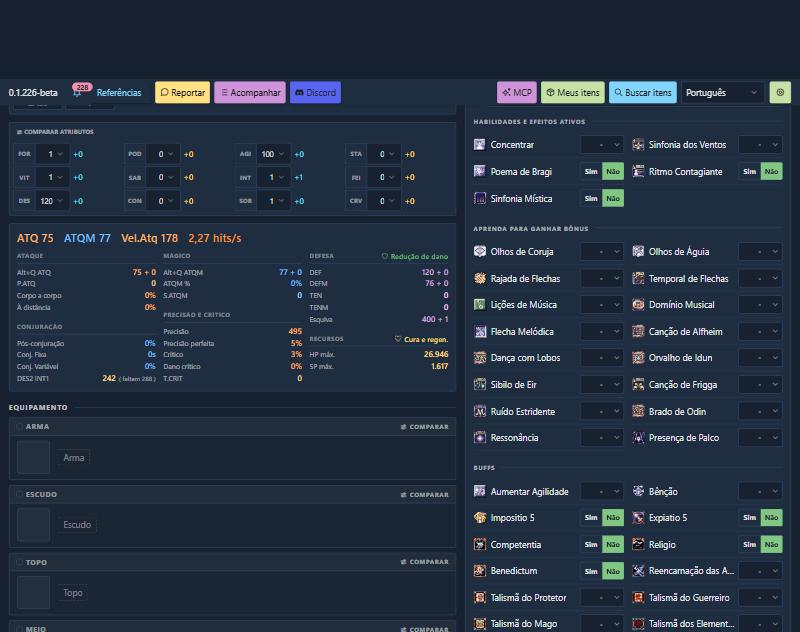 0.1.226-beta 228 Referências Reportar Acompanhar Discord MCP Meus itens Buscar itens Português
COMPARAR ATRIBUTOS
FOR 1 +0 POD 0 +0 AGI 100 +0 STA 0 +0
VIT 1 +0 SAB 0 +0 INT 1 +1 FEI 0 +0
DES 120 +0 CON 0 +0 SOR 1 +0 CRV 0 +0
ATQ 75 ATQM 77 Vel.Atq 178 2,27 hits/s
ATAQUE
Alt+Q ATQ 75 + 0
P.ATQ 0
Corpo a corpo 0%
À distância 0%
CONJURAÇÃO
Pós-conjuração 0%
Conj. Fixa 0s
Conj. Variável 0%
DES2 INT1 242 ( faltam 288 )
MÁGICO
Alt+Q ATQM 77 + 0
ATQM % 0%
S.ATQM 0
PRECISÃO E CRÍTICO
Precisão 495
Precisão perfeita 5%
Crítico 3%
Dano crítico 0%
T.CRIT 0
DEFESA Redução de dano
DEF 120 + 0
DEFM 76 + 0
TEN 0
TENM 0
Esquiva 400 + 1
RECURSOS Cura e regen.
HP máx. 26.946
SP máx. 1.617
EQUIPAMENTO
ARMA COMPARAR
Arma
ESCUDO COMPARAR
Escudo
TOPO COMPARAR
Topo
MEIO COMPARAR
HABILIDADES E EFEITOS ATIVOS
Concentrar - Sinfonia dos Ventos -
Poema de Bragi Sim Não Ritmo Contagiante Sim Não
Sinfonia Mística Sim Não
APRENDA PARA GANHAR BÔNUS
Olhos de Coruja - Olhos de Águia -
Rajada de Flechas - Temporal de Flechas -
Lições de Música - Domínio Musical -
Flecha Melódica - Canção de Alfheim -
Dança com Lobos - Orvalho de Idun -
Sibilo de Eir - Canção de Frigga -
Ruído Estridente - Brado de Odin -
Ressonância - Presença de Palco -
BUFFS
Aumentar Agilidade - Bênção -
Impositio 5 Sim Não Expiatio 5 Sim Não
Competentia Sim Não Religio Sim Não
Benedictum Sim Não Reencarnação das A... -
Talismã do Protetor - Talismã do Guerreiro -
Talismã do Mago - Talismã dos Element... -